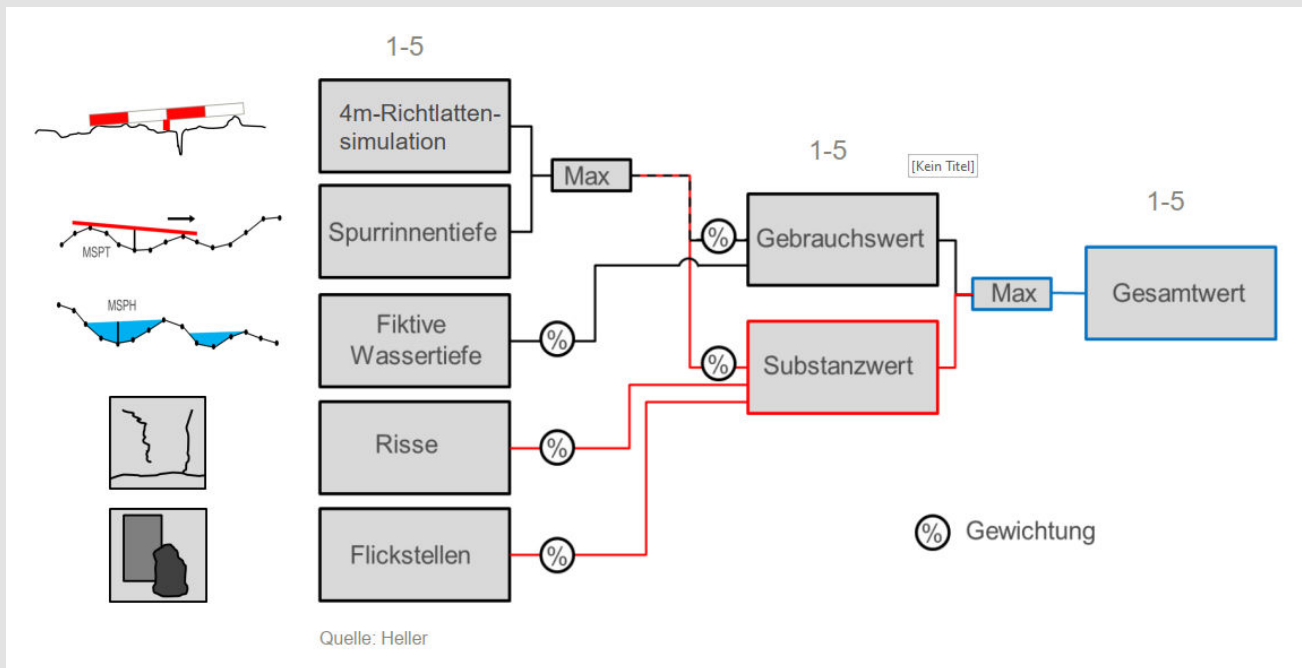 1-5
4m-Richtlatten-
simulation
Max
1-5
[Kein Titel]
1-5
Spurrinnentiefe
%
Gebrauchswert
MSPT
MSPH
Fiktive
Wassertiefe
%
Max
Gesamtwert
%
Substanzwert
Risse
%
Flickstellen
%
% Gewichtung
Quelle: Heller